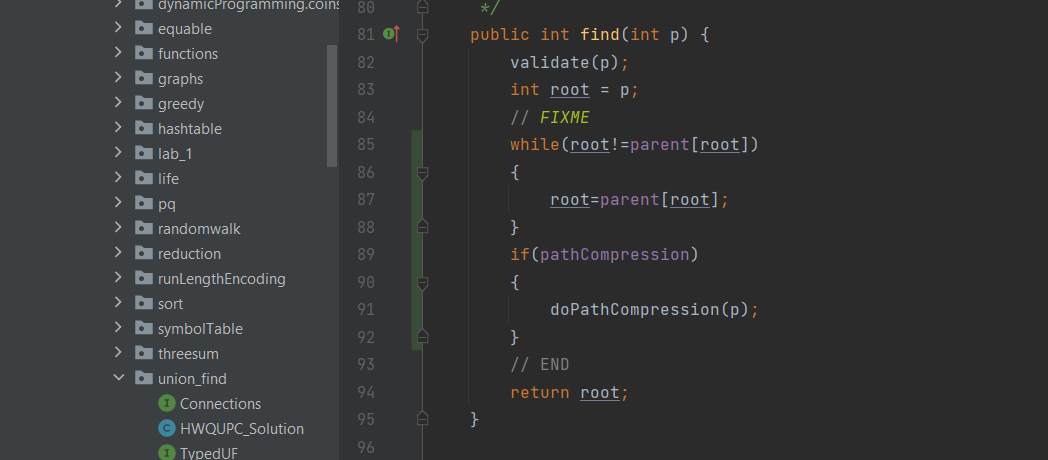 dynamicProgramming.coins
equable
functions
graphs
greedy
hashtable
lab_1
life
pq
randomwalk
reduction
runLengthEncoding
sort
symbolTable
threesum
union_find
Connections
HWQUPC_Solution
TypedUF
80 */
81 public int find(int p) {
82 validate(p);
83 int root = p;
84 // FIXME
85 while(root!=parent[root])
86 {
87 root=parent[root];
88 }
89 if(pathCompression)
90 {
91 doPathCompression(p);
92 }
93 // END
94 return root;
95 }
96